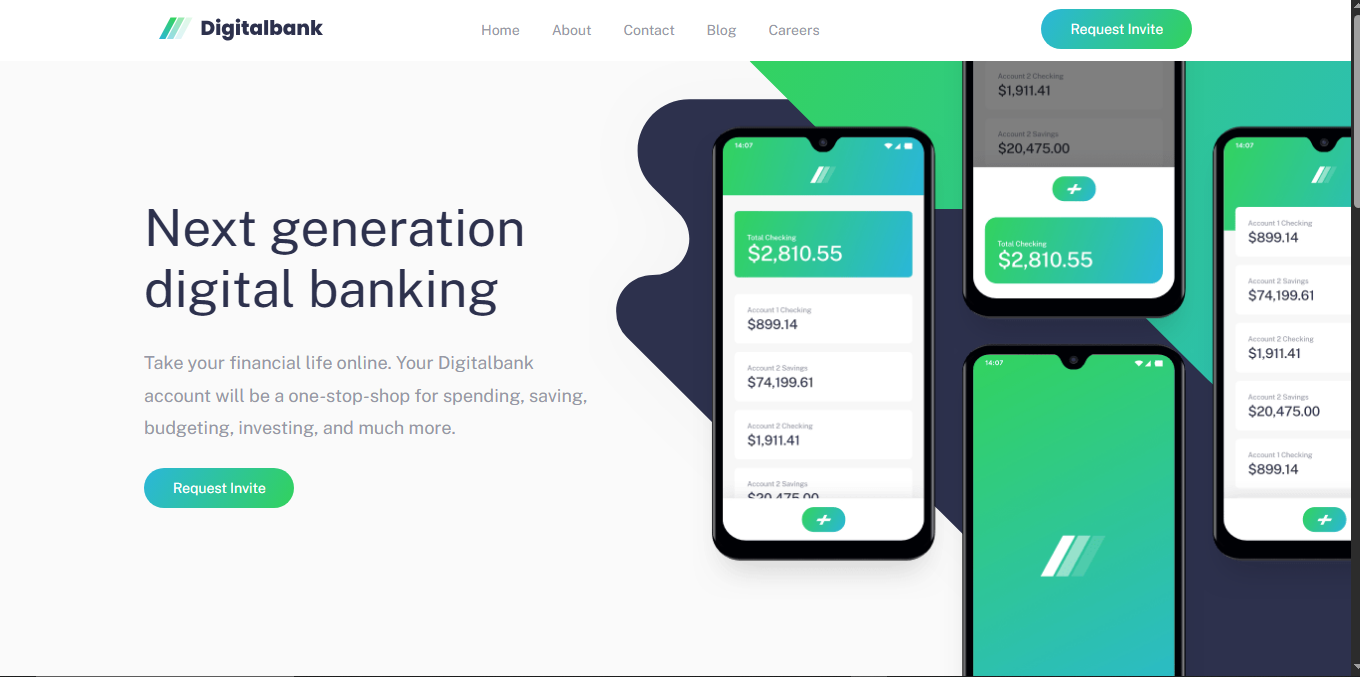 Digitalbank
Home
About
Contact
Blog
Careers
Request Invite
Next generation
digital banking
Take your financial life online. Your Digitalbank
account will be a one-stop-shop for spending, saving,
budgeting, investing, and much more.
Request Invite
14:07
Total Checking
$2,810.55
Account 1 Checking
$899.14
Account 2 Savings
$74,199.61
Account 2 Checking
$1,911.41
Account 2 Savings
$20,475.00
Account 2 Checking
$1,911.41
Account 2 Savings
$20,475.00
Total Checking
$2,810.55
14:07
14:07
Account 1 Checking
$899.14
Account 2 Savings
$74,199.61
Account 2 Checking
$1,911.41
Account 2 Savings
$20,475.00
Account 1 Checking
$899.14